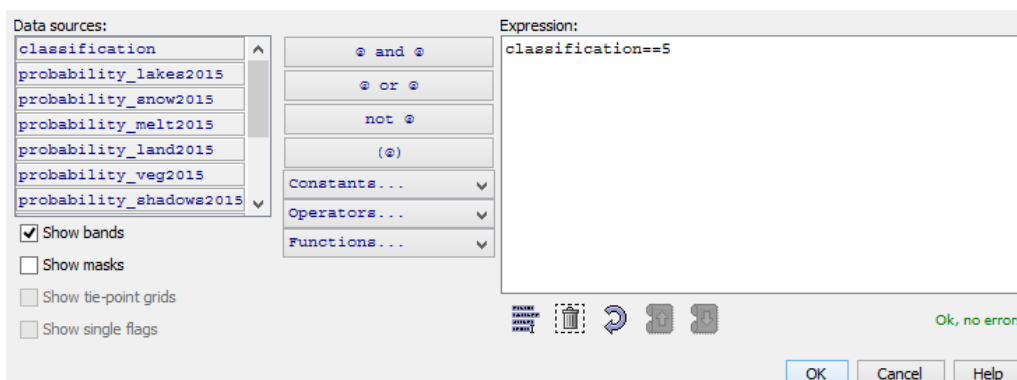 Data sources:
classification
probability_lakes2015
probability_snow2015
probability_melt2015
probability_land2015
probability_veg2015
probability_shadows2015
Show bands
Show masks
Show tie-point grids
Show single flags
@ and @
@ or @
not @
(@)
Constants...
Operators...
Functions...
Expression:
classification==5
Ok, no error
OK
Cancel
Help